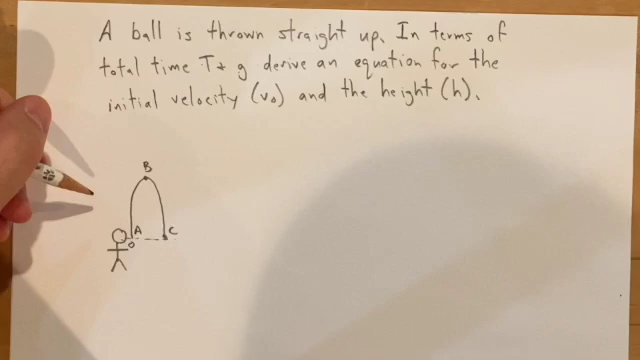 A ball is thrown straight up. In terms of
total time T + g derive an equation for the
initial velocity (v₀) and the height (h).
B
A
C